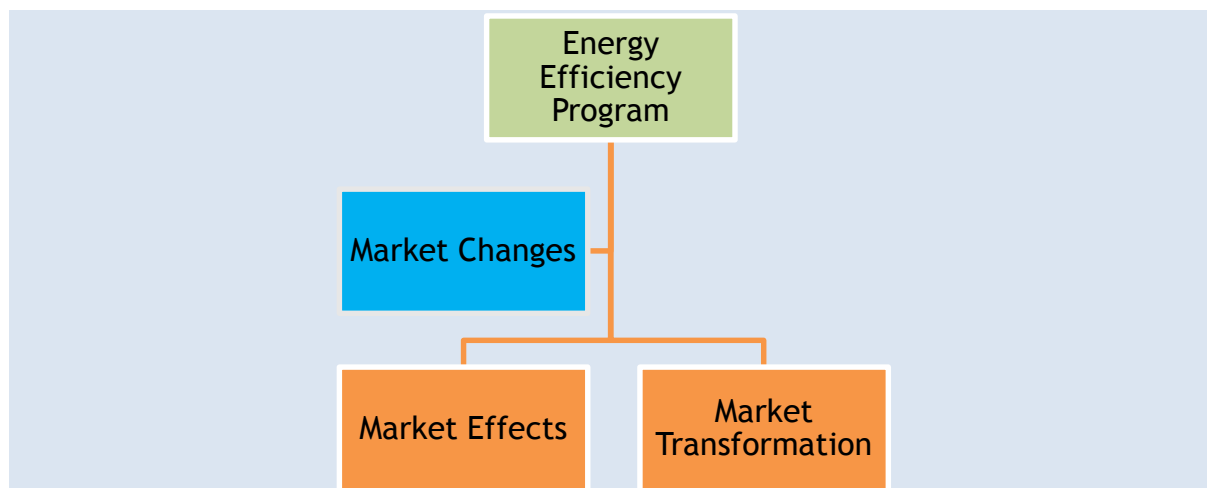 Energy
Efficiency
Program
Market Changes
Market Effects
Market
Transformation